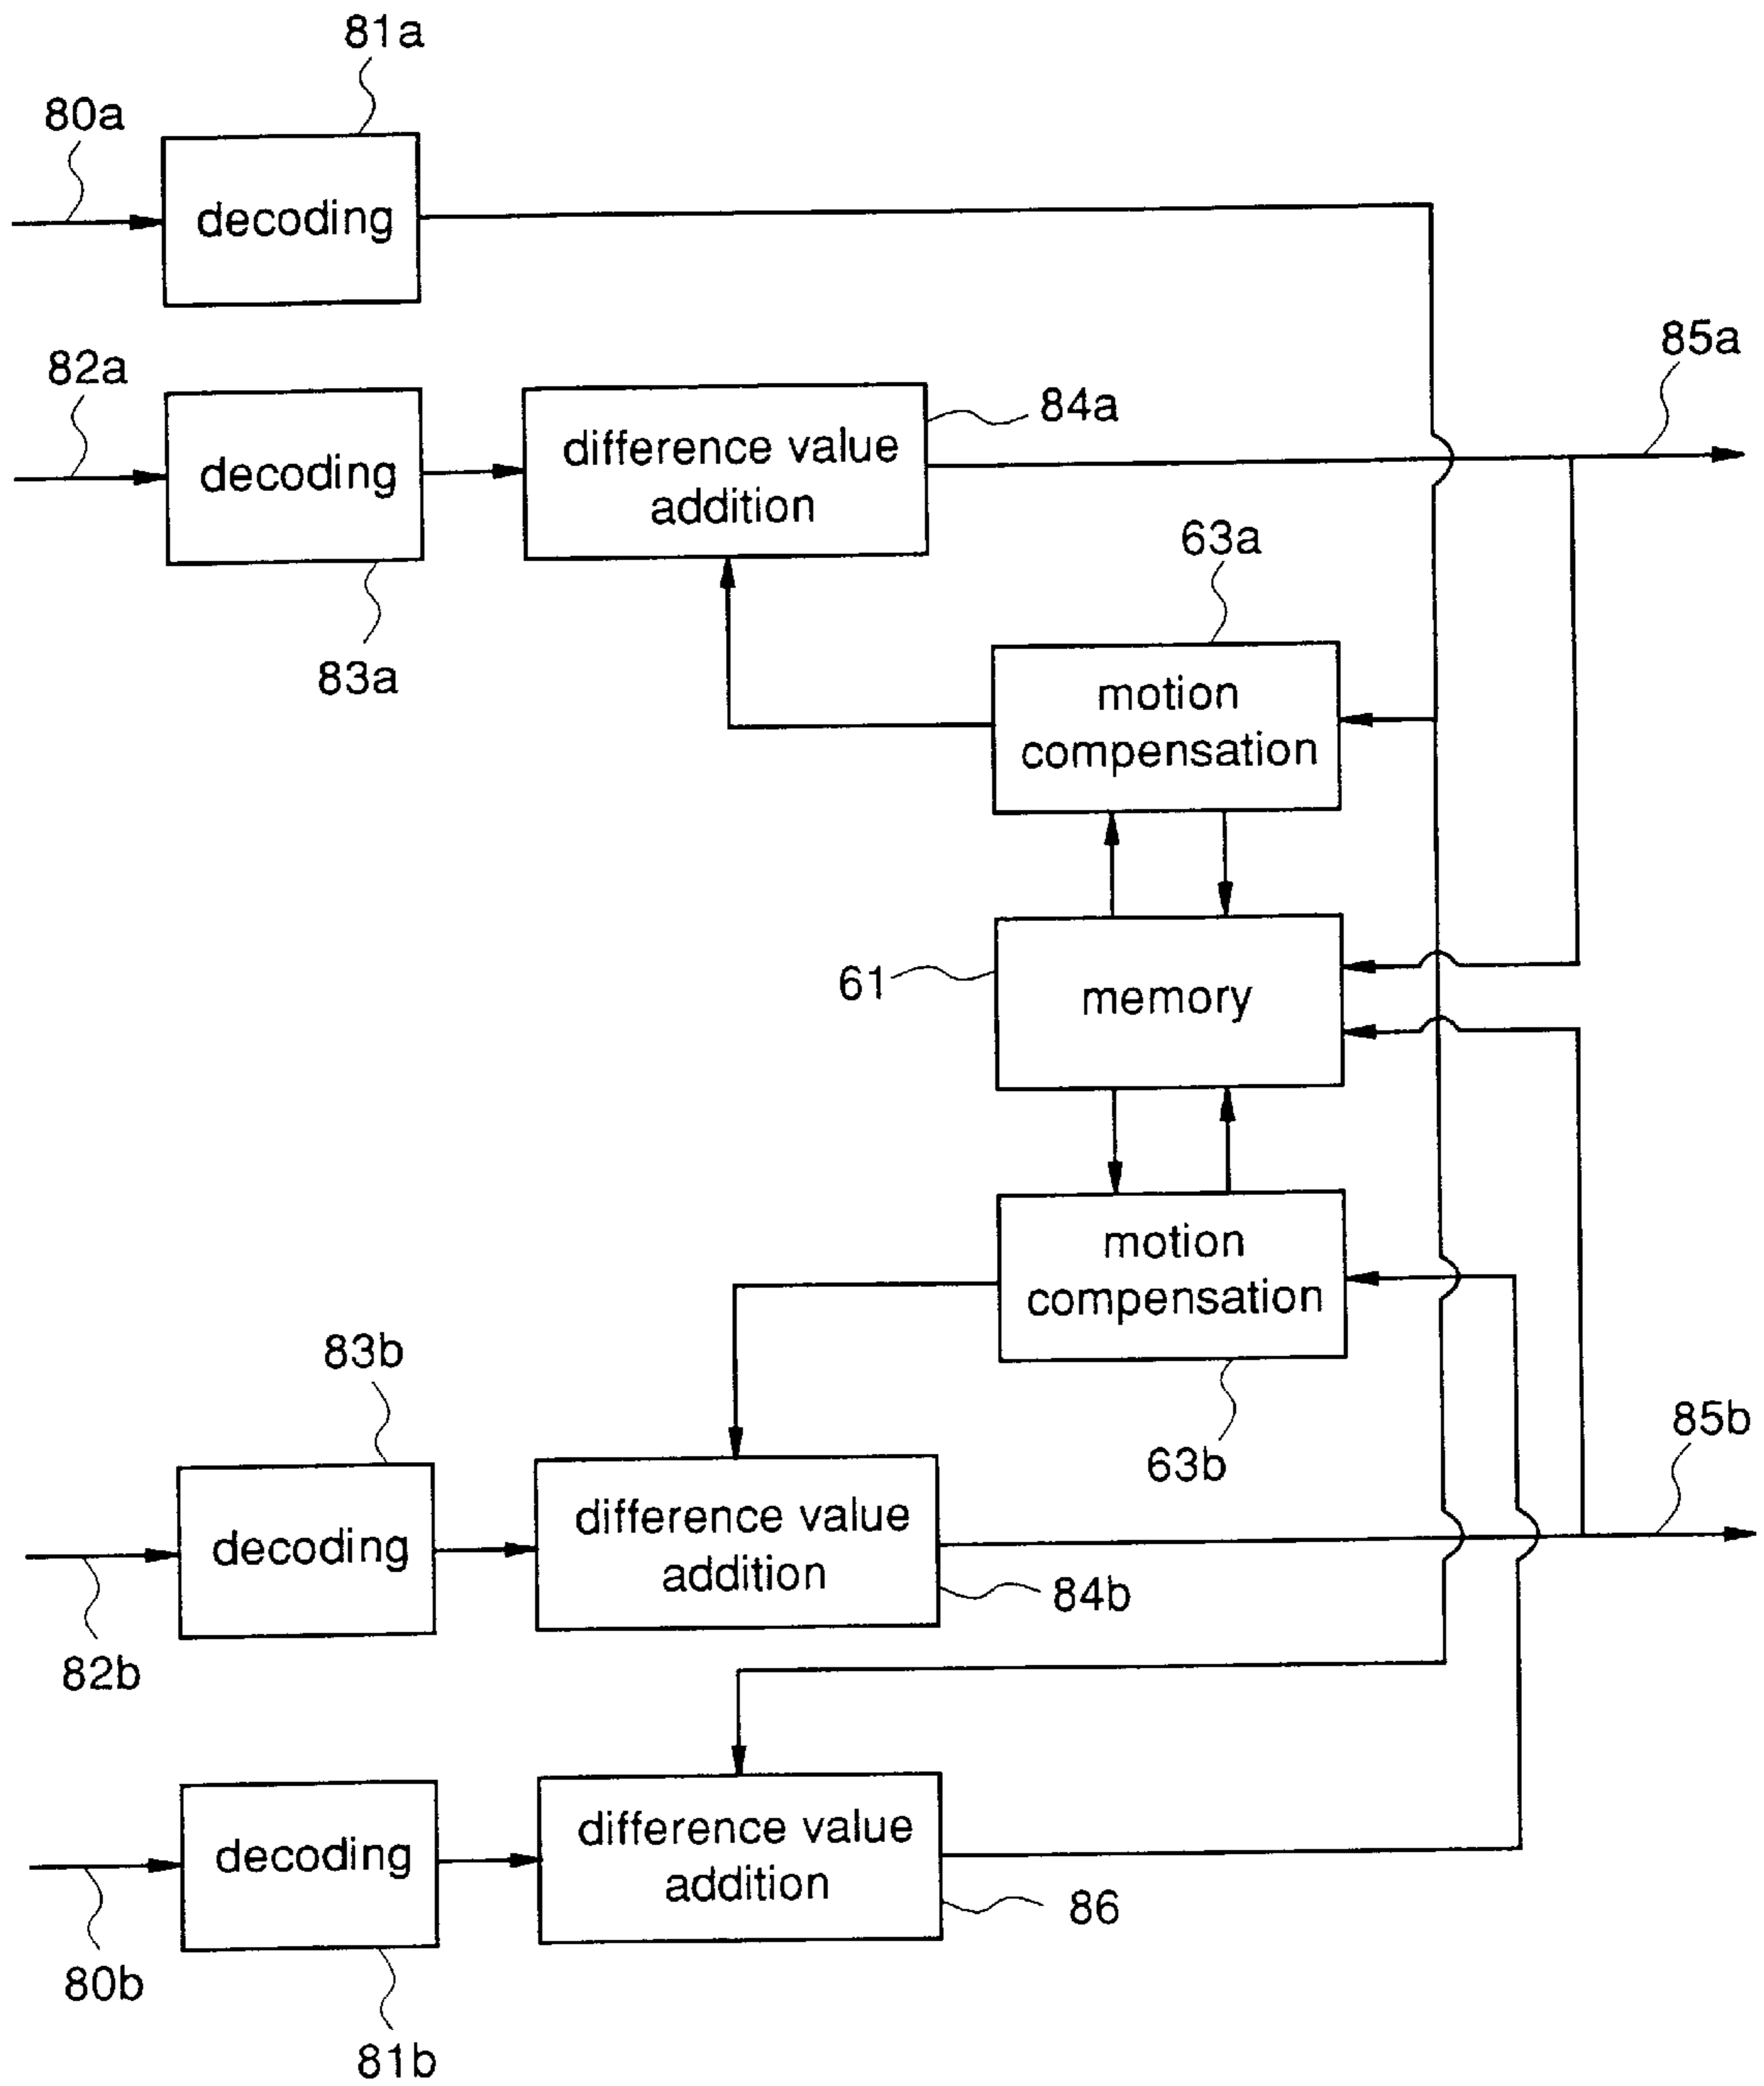 81a
80a
decoding
82a
decoding
83a
difference value
addition
84a
85a
63a
motion
compensation
61
memory
motion
compensation
63b
83b
decoding
82b
difference value
addition
84b
85b
decoding
80b
81b
difference value
addition
86